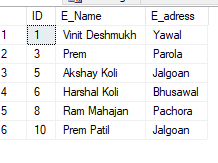 ID E_Name E_adress
1 1 Vinit Deshmukh Yawal
2 3 Prem Parola
3 5 Akshay Koli Jalgoan
4 6 Harshal Koli Bhusawal
5 8 Ram Mahajan Pachora
6 10 Prem Patil Jalgoan